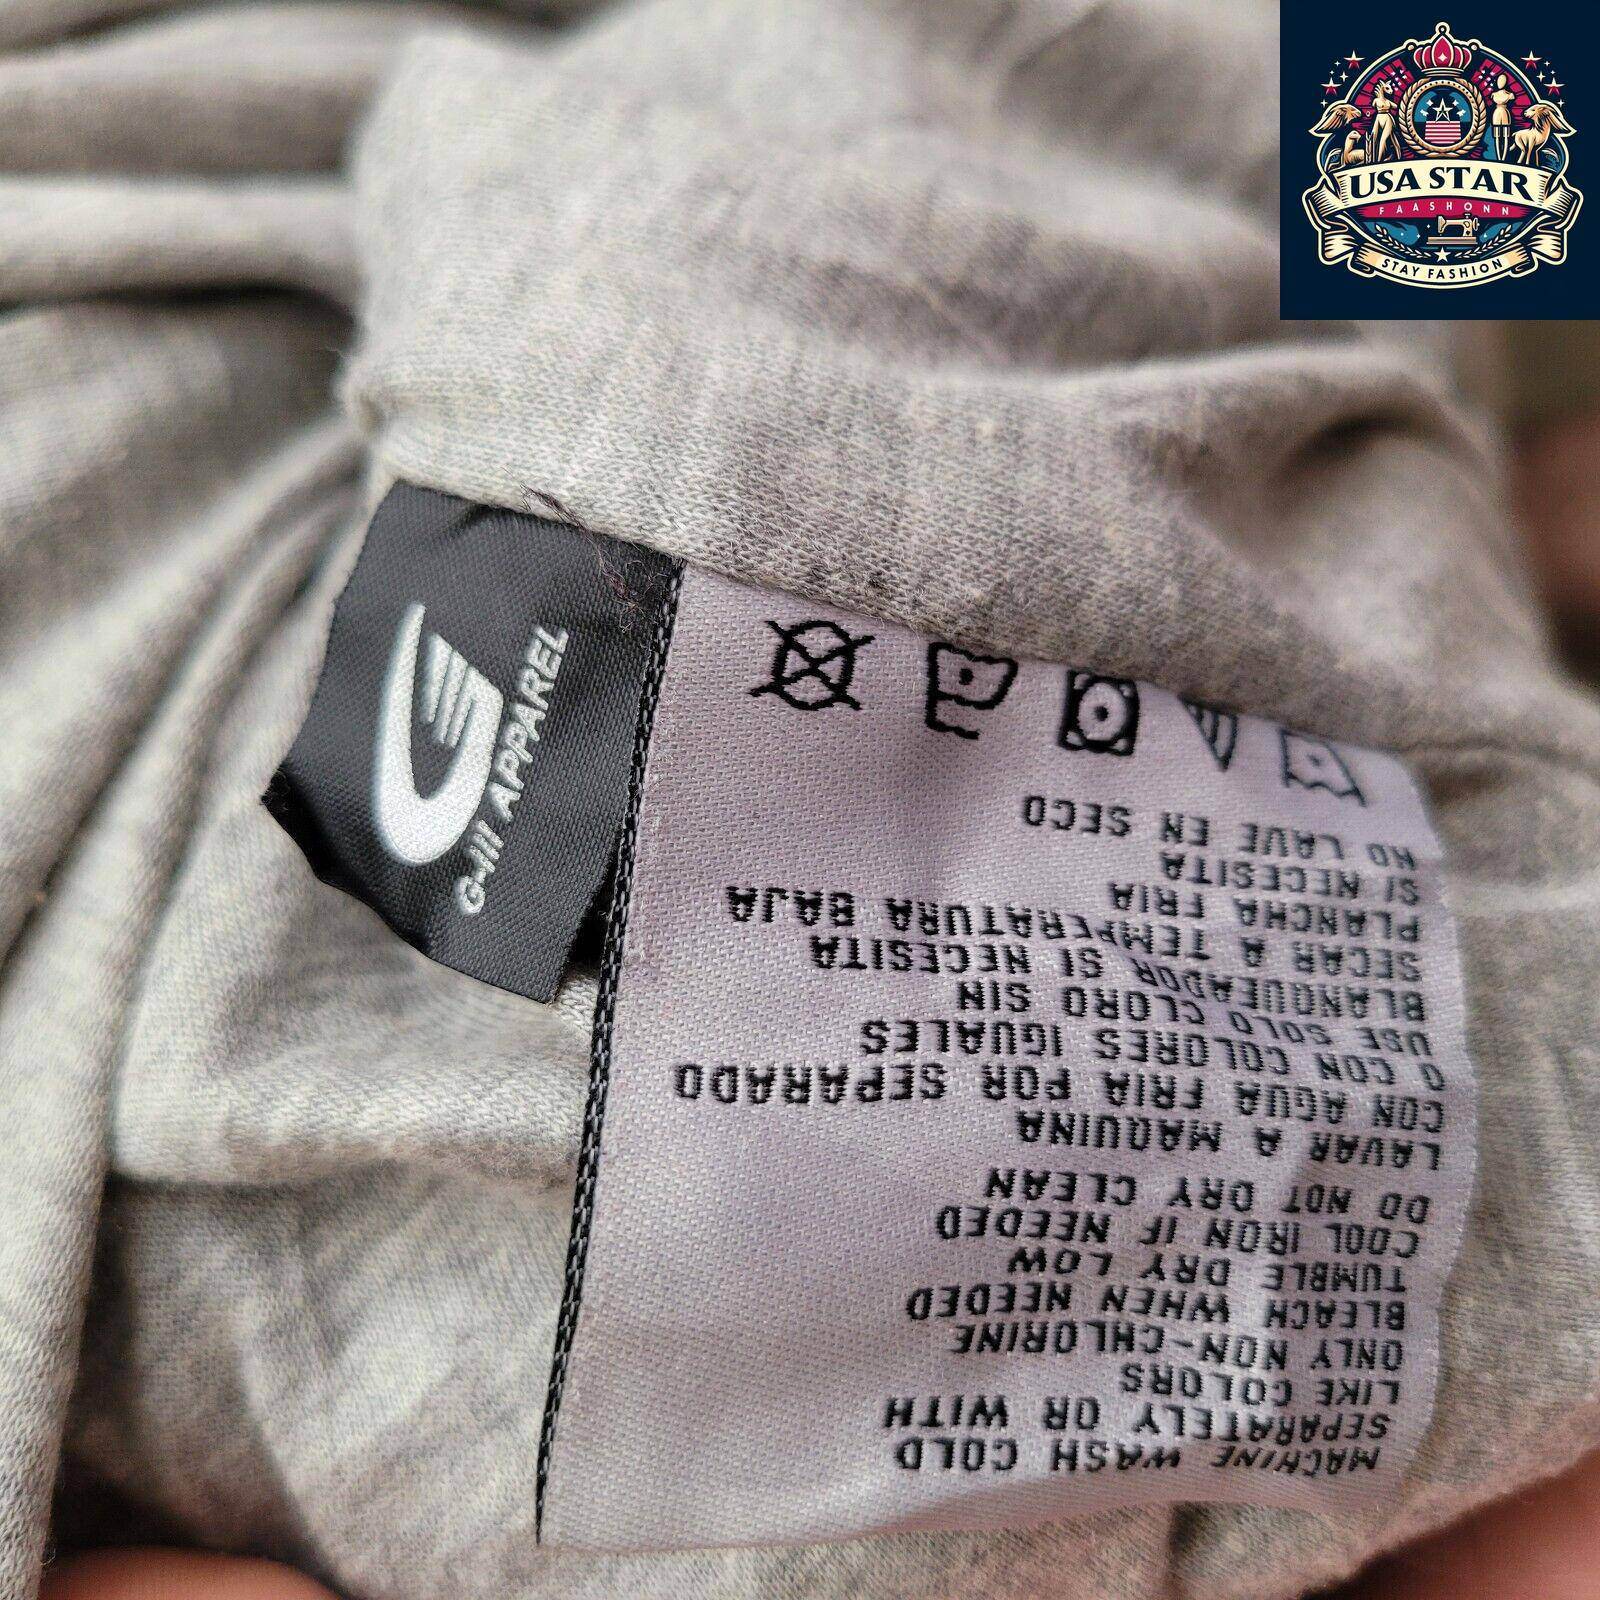 USA STAR
FAASHONN
STAY FASHION
G-III APPAREL
MACHINE WASH COLD
SEPARATELY OR WITH
LIKE COLORS
ONLY NON-CHLORINE
BLEACH WHEN NEEDED
TUMBLE DRY LOW
COOL IRON IF NEEDED
DO NOT DRY CLEAN
LAVAR A MAQUINA
CON AGUA FRIA POR SEPARADO
O CON COLORES IGUALES
USE SOLO CLORO SIN
BLANQUEADOR SI NECESITA
SECAR A TEMPERATURA BAJA
PLANCHA FRIA
SI NECESITA
NO LAVE EN SECO